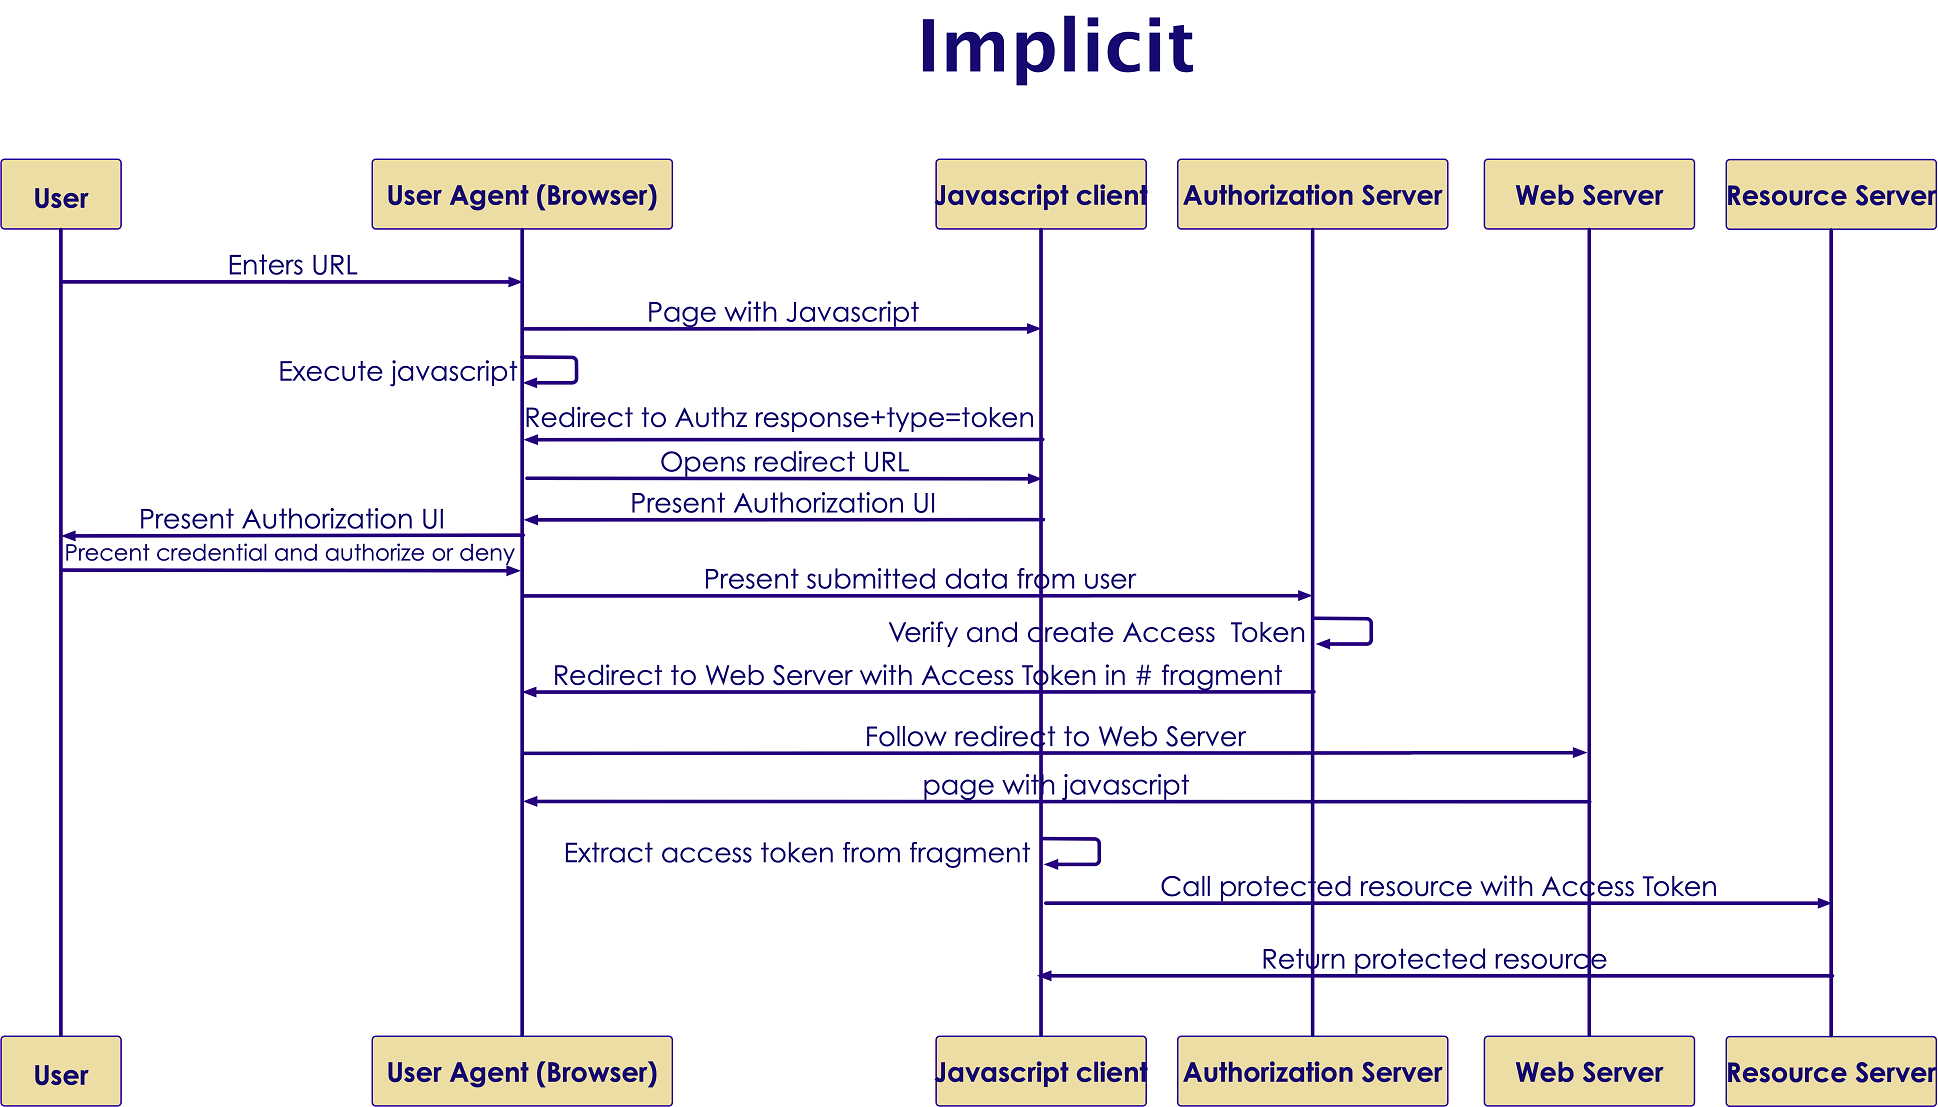 Implicit
User
User Agent (Browser)
Javascript client
Authorization Server
Web Server
Resource Server
Enters URL
Page with Javascript
Execute javascript
Redirect to Authz response+type=token
Opens redirect URL
Present Authorization UI
Present Authorization UI
Precent credential and authorize or deny
Present submitted data from user
Verify and create Access  Token
Redirect to Web Server with Access Token in # fragment
Follow redirect to Web Server
page with javascript
Extract access token from fragment
Call protected resource with Access Token
Return protected resource
User
User Agent (Browser)
Javascript client
Authorization Server
Web Server
Resource Server